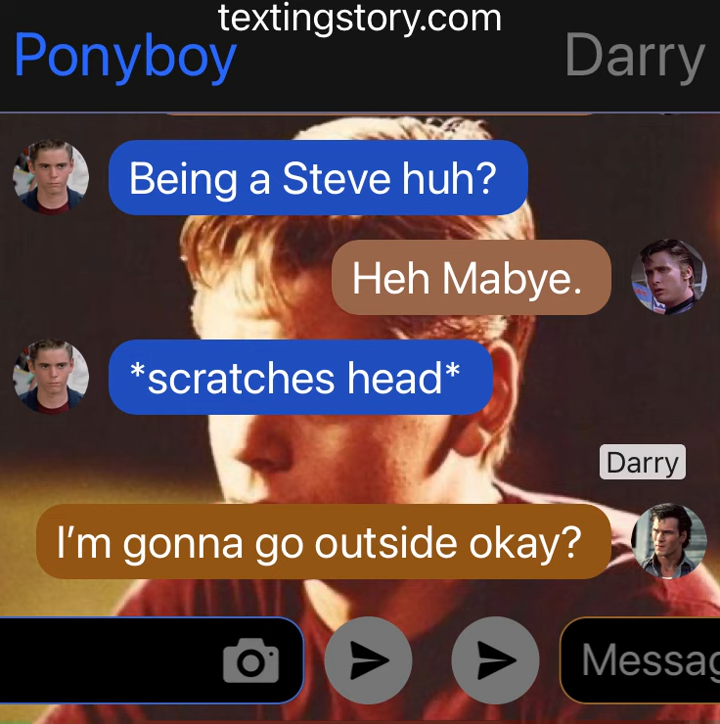 textingstory.com
Ponyboy
Darry
Being a Steve huh?
Heh Mabye.
*scratches head*
Darry
I'm gonna go outside okay?
Messag